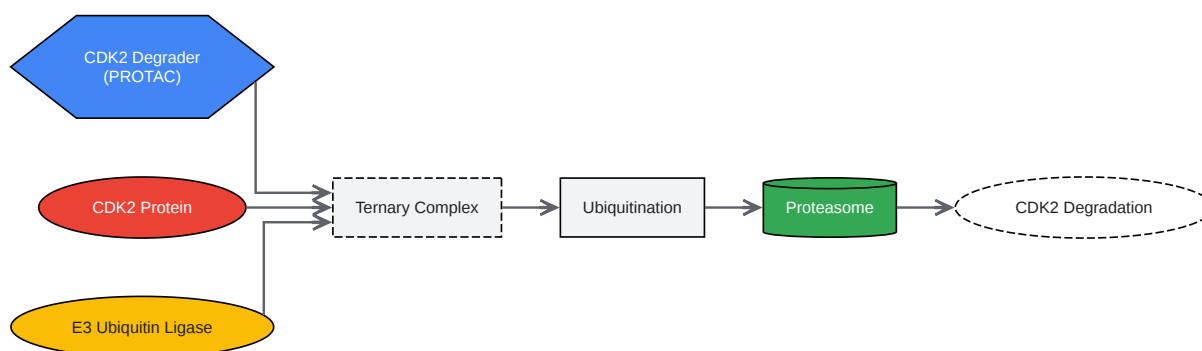 CDK2 Degrader
(PROTAC)
CDK2 Protein
Ternary Complex
Ubiquitination
Proteasome
CDK2 Degradation
E3 Ubiquitin Ligase